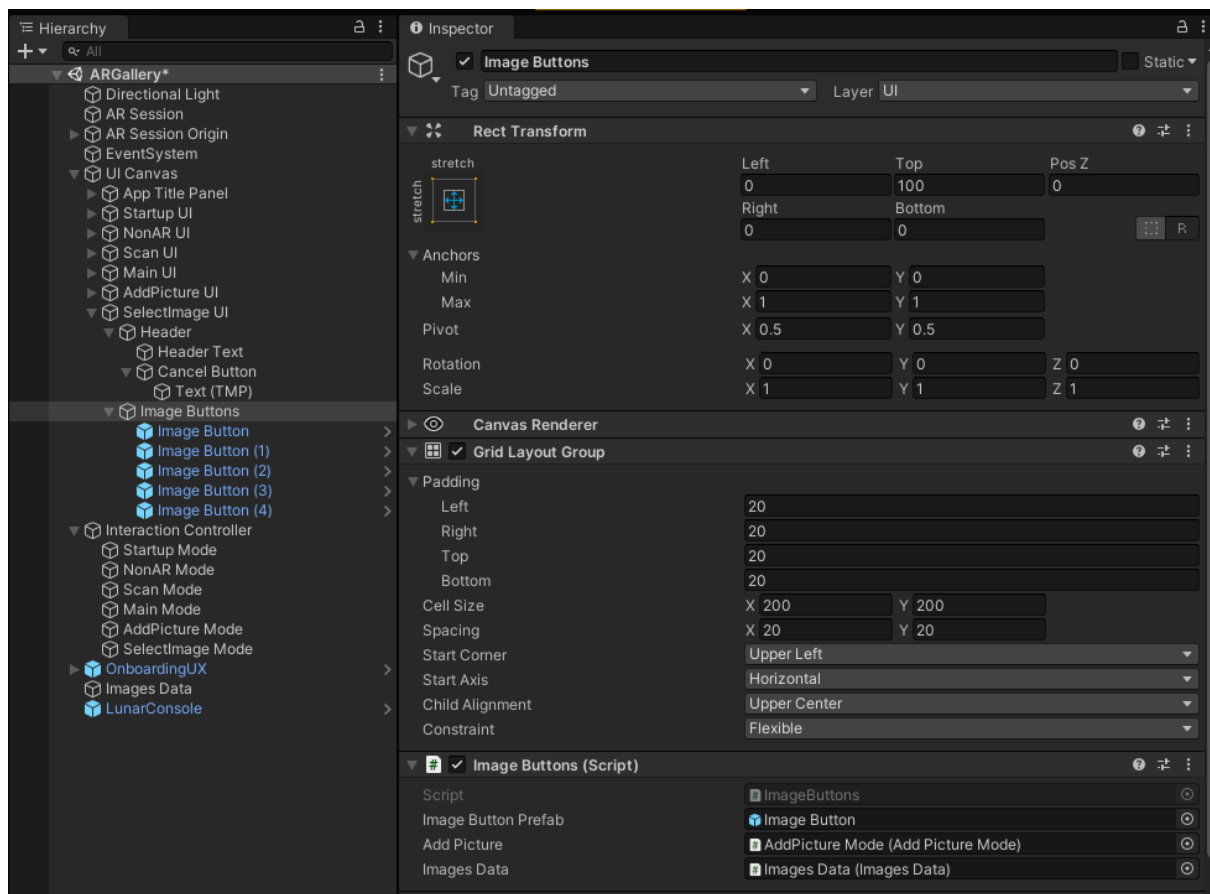 Hierarchy
All
ARGallery*
Directional Light
AR Session
AR Session Origin
EventSystem
UI Canvas
App Title Panel
Startup UI
NonAR UI
Scan UI
Main UI
AddPicture UI
SelectImage UI
Header
Header Text
Cancel Button
Text (TMP)
Image Buttons
Image Button
Image Button (1)
Image Button (2)
Image Button (3)
Image Button (4)
Interaction Controller
Startup Mode
NonAR Mode
Scan Mode
Main Mode
AddPicture Mode
SelectImage Mode
OnboardingUX
Images Data
LunarConsole
Inspector
Image Buttons Static
Tag Untagged Layer UI
Rect Transform
stretch Left Top Pos Z
stretch 0 100 0
Right Bottom
0 0 R
Anchors
Min X 0 Y 0
Max X 1 Y 1
Pivot X 0.5 Y 0.5
Rotation X 0 Y 0 Z 0
Scale X 1 Y 1 Z 1
Canvas Renderer
Grid Layout Group
Padding
Left 20
Right 20
Top 20
Bottom 20
Cell Size X 200 Y 200
Spacing X 20 Y 20
Start Corner Upper Left
Start Axis Horizontal
Child Alignment Upper Center
Constraint Flexible
# Image Buttons (Script)
Script ImageButtons
Image Button Prefab Image Button
Add Picture AddPicture Mode (Add Picture Mode)
Images Data Images Data (Images Data)